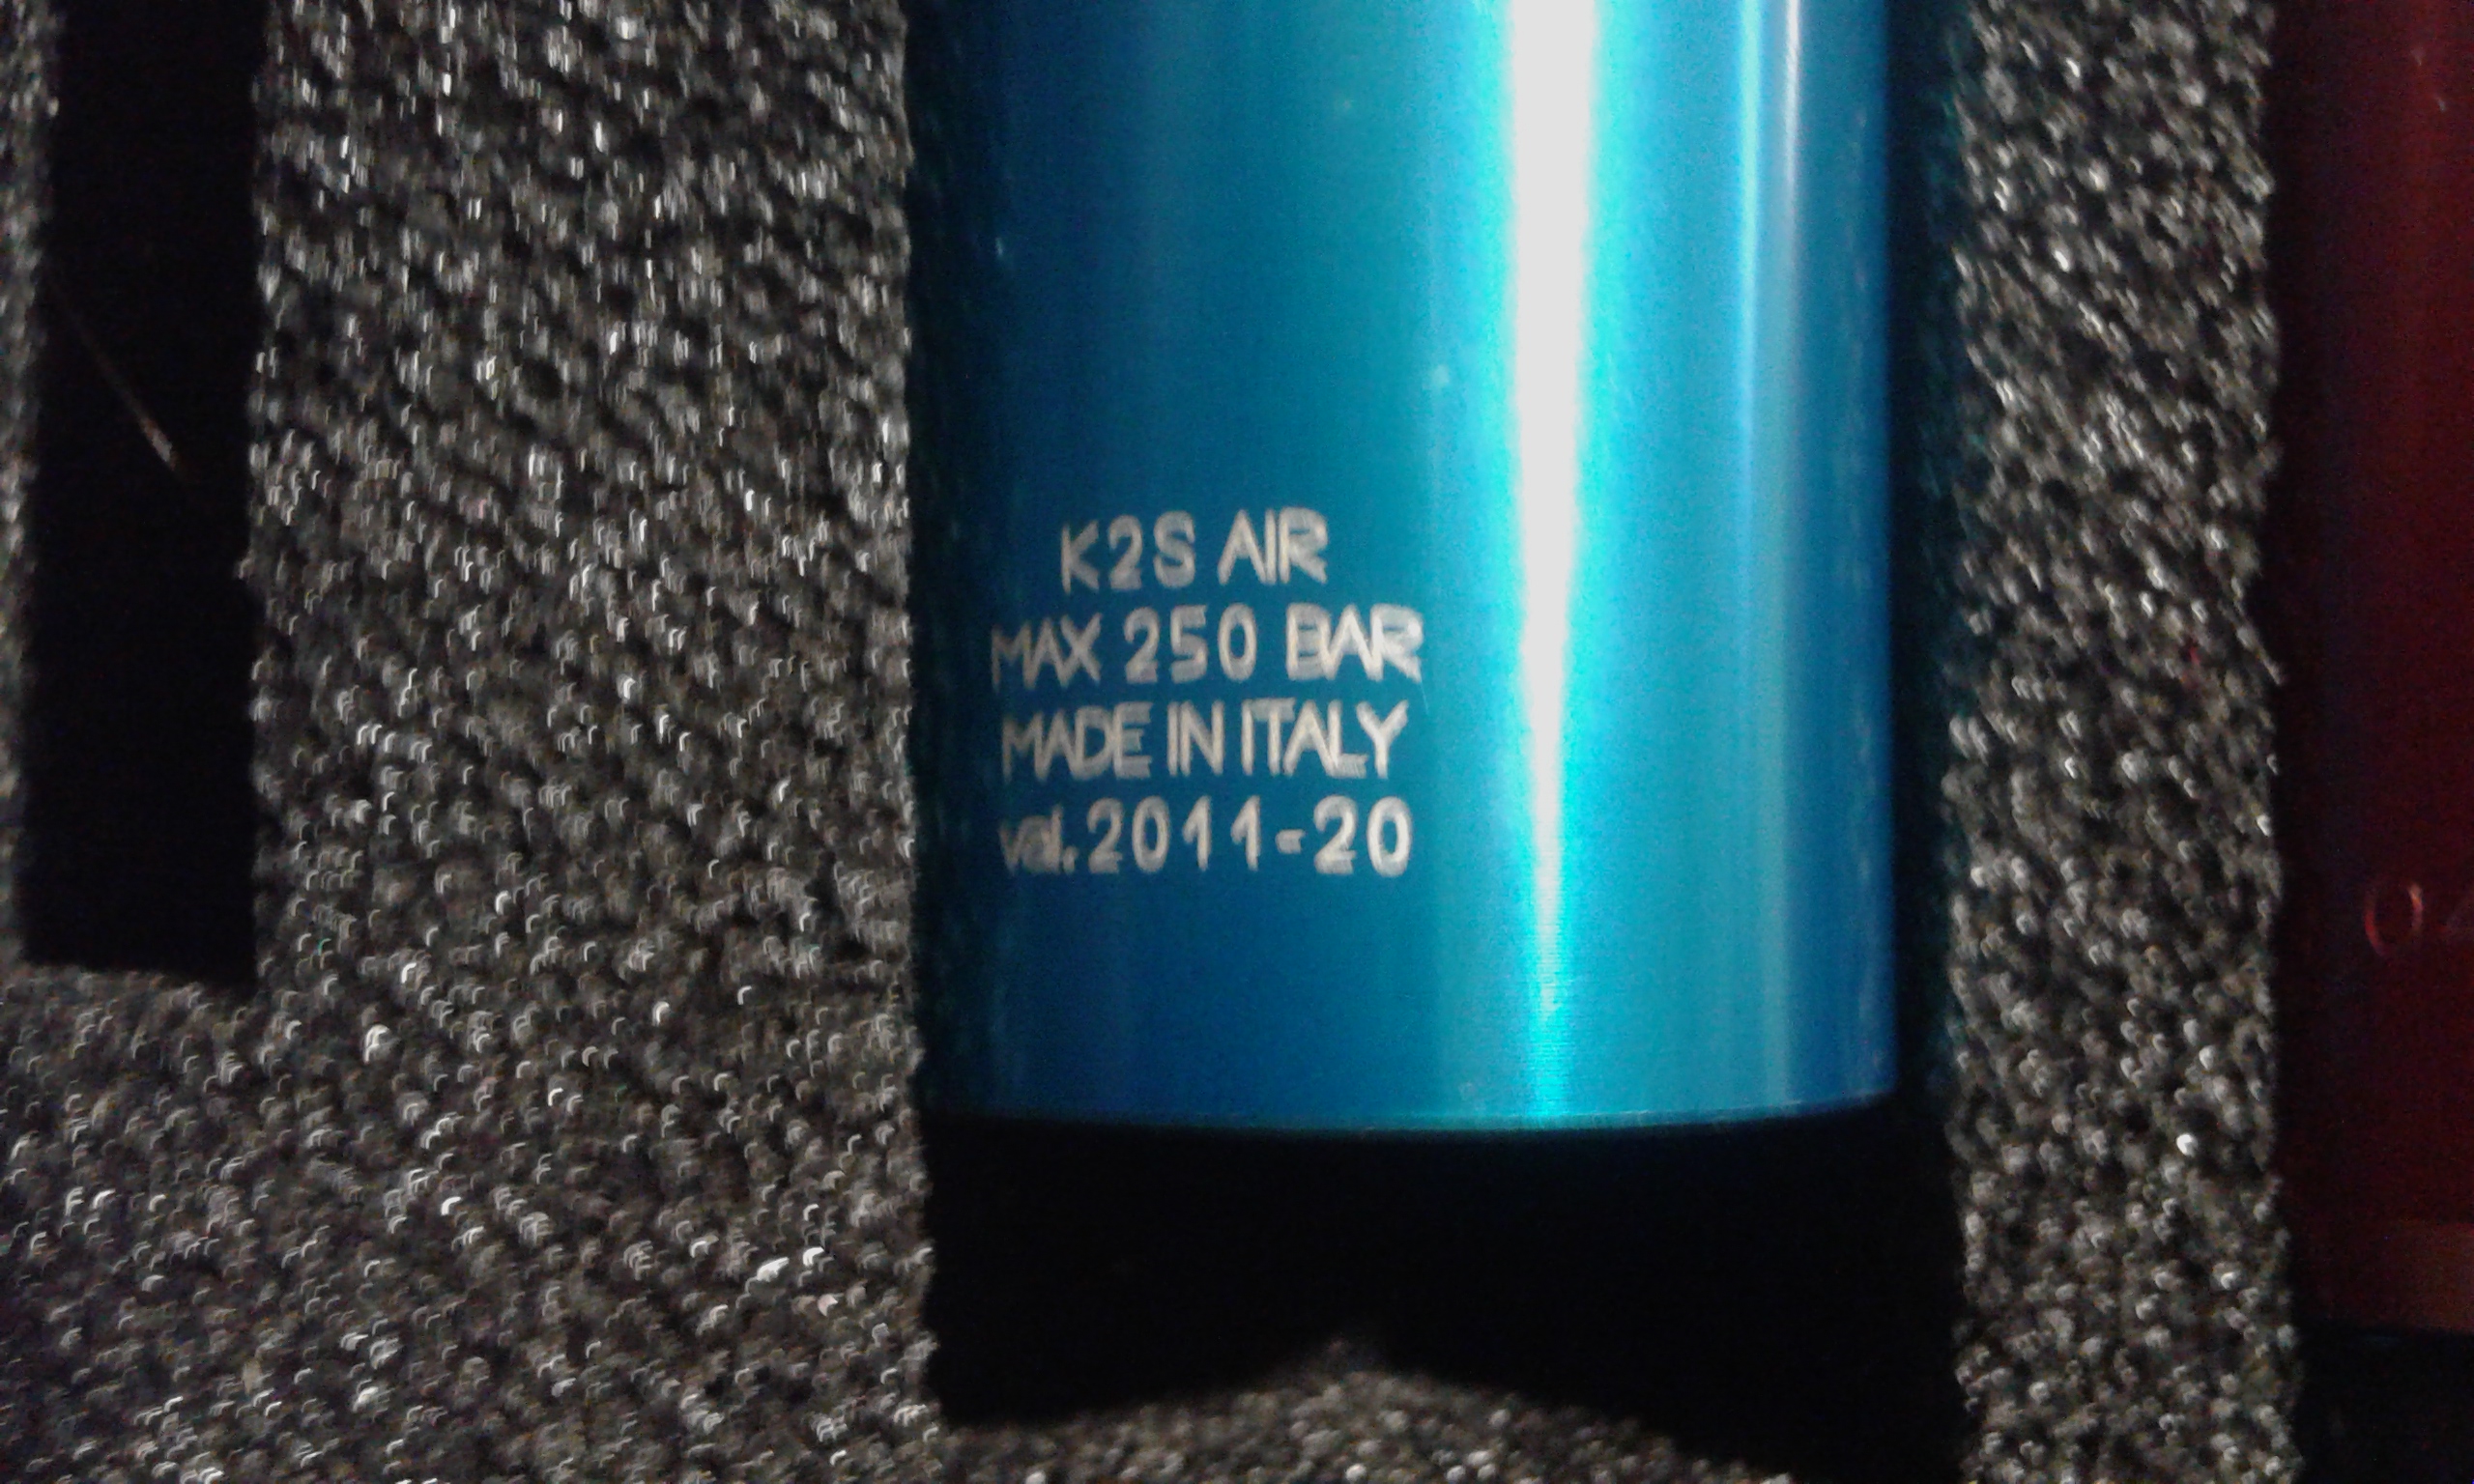 K2S AIR
MAX 250 BAR
MADE IN ITALY
val.2011-20